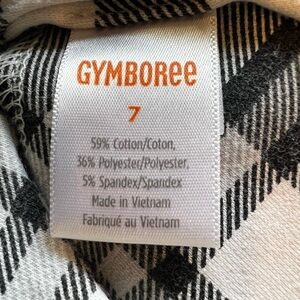 GYMBOREE
7
59% Cotton/Coton,
36% Polyester/Polyester,
5% Spandex/Spandex
Made in Vietnam
Fabriqué au Vietnam